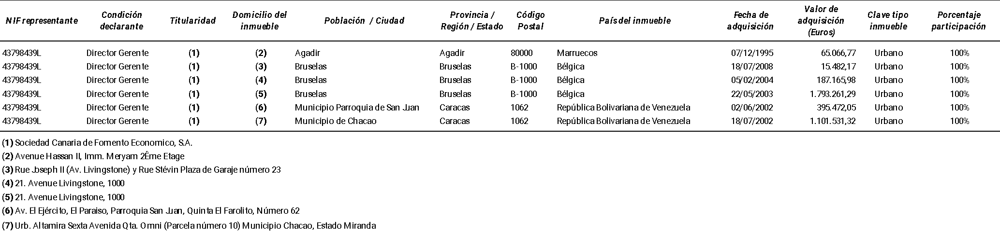 NIF representante Condición declarante Titularidad Domicilio del inmueble Población / Ciudad Provincia / Región / Estado Código Postal País del inmueble Fecha de adquisición Valor de adquisición (Euros) Clave tipo inmueble Porcentaje participación
43798439L Director Gerente (1) (2) Agadir Agadir 80000 Marruecos 07/12/1995 65.066,77 Urbano 100%
43798439L Director Gerente (1) (3) Bruselas Bruselas B-1000 Bélgica 18/07/2008 15.482,17 Urbano 100%
43798439L Director Gerente (1) (4) Bruselas Bruselas B-1000 Bélgica 05/02/2004 187.165,98 Urbano 100%
43798439L Director Gerente (1) (5) Bruselas Bruselas B-1000 Bélgica 22/05/2003 1.793.261,29 Urbano 100%
43798439L Director Gerente (1) (6) Municipio Parroquia de San Juan Caracas 1062 República Bolivariana de Venezuela 02/06/2002 395.472,05 Urbano 100%
43798439L Director Gerente (1) (7) Municipio de Chacao Caracas 1062 República Bolivariana de Venezuela 18/07/2002 1.101.531,32 Urbano 100%
(1) Sociedad Canaria de Fomento Economico, S.A.
(2) Avenue Hassan II, Imm. Meryam 2Ême Etage
(3) Rue Joseph II (Av. Livingstone) y Rue Stévin Plaza de Garaje número 23
(4) 21. Avenue Livingstone, 1000
(5) 21. Avenue Livingstone, 1000
(6) Av. El Ejército, El Paraiso, Parroquia San Juan, Quinta El Farolito, Número 62
(7) Urb. Altamira Sexta Avenida Qta. Omni (Parcela número 10) Municipio Chacao, Estado Miranda